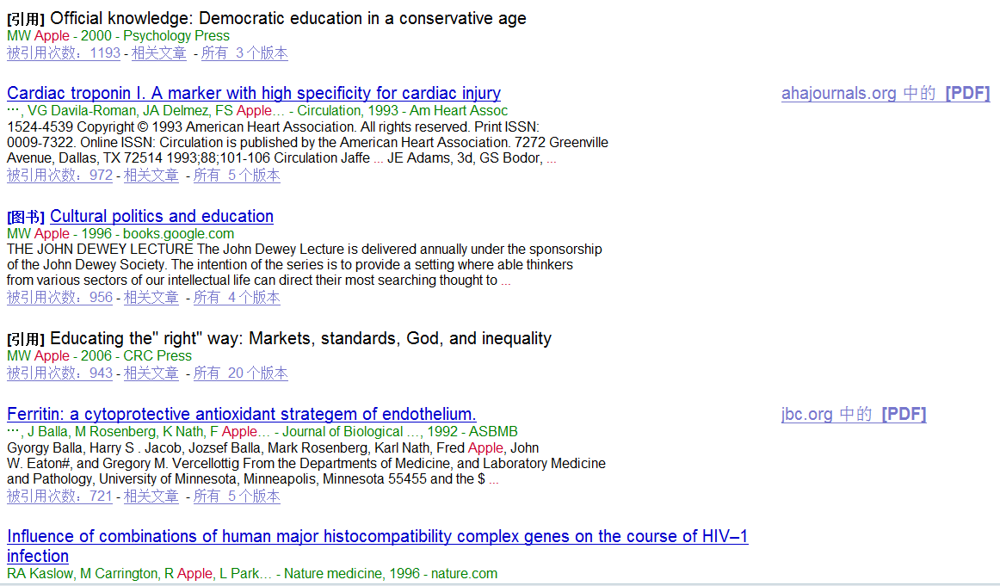 [引用] Official knowledge: Democratic education in a conservative age
MW Apple - 2000 - Psychology Press
被引用次数：1193 - 相关文章 - 所有 3 个版本
Cardiac troponin I. A marker with high specificity for cardiac injury
ahajournals.org 中的 [PDF]
…, VG Davila-Roman, JA Delmez, FS Apple… - Circulation, 1993 - Am Heart Assoc
1524-4539 Copyright © 1993 American Heart Association. All rights reserved. Print ISSN:
0009-7322. Online ISSN: Circulation is published by the American Heart Association. 7272 Greenville
Avenue, Dallas, TX 72514 1993;88;101-106 Circulation Jaffe ... JE Adams, 3d, GS Bodor, ...
被引用次数：972 - 相关文章 - 所有 5 个版本
[图书] Cultural politics and education
MW Apple - 1996 - books.google.com
THE JOHN DEWEY LECTURE The John Dewey Lecture is delivered annually under the sponsorship
of the John Dewey Society. The intention of the series is to provide a setting where able thinkers
from various sectors of our intellectual life can direct their most searching thought to ...
被引用次数：956 - 相关文章 - 所有 4 个版本
[引用] Educating the" right" way: Markets, standards, God, and inequality
MW Apple - 2006 - CRC Press
被引用次数：943 - 相关文章 - 所有 20 个版本
Ferritin: a cytoprotective antioxidant strategem of endothelium.
jbc.org 中的 [PDF]
…, J Balla, M Rosenberg, K Nath, F Apple… - Journal of Biological …, 1992 - ASBMB
Gyorgy Balla, Harry S . Jacob, Jozsef Balla, Mark Rosenberg, Karl Nath, Fred Apple, John
W. Eaton#, and Gregory M. Vercellottig From the Departments of Medicine, and Laboratory Medicine
and Pathology, University of Minnesota, Minneapolis, Minnesota 55455 and the $ ...
被引用次数：721 - 相关文章 - 所有 5 个版本
Influence of combinations of human major histocompatibility complex genes on the course of HIV–1
infection
RA Kaslow, M Carrington, R Apple, L Park… - Nature medicine, 1996 - nature.com